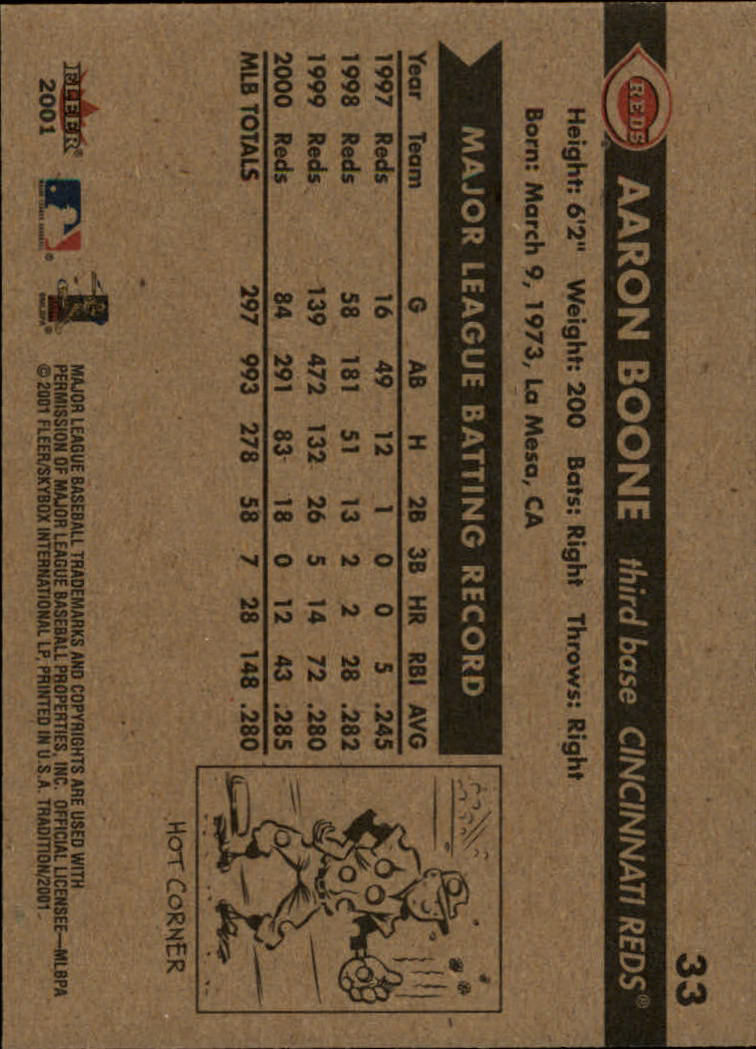 33
REDS AARON BOONE third base CINCINNATI REDS®
Height: 6'2" Weight: 200 Bats: Right Throws: Right
Born: March 9, 1973, La Mesa, CA
MAJOR LEAGUE BATTING RECORD
Year Team G AB H 2B 3B HR RBI AVG
1997 Reds 16 49 12 1 0 0 5 .245
1998 Reds 58 181 51 13 2 2 28 .282
1999 Reds 139 472 132 26 5 14 72 .280
2000 Reds 84 291 83 18 0 12 43 .285
MLB TOTALS 297 993 278 58 7 28 148 .280
HOT CORNER
FLEER®
2001
MAJOR LEAGUE BASEBALL TRADEMARKS AND COPYRIGHTS ARE USED WITH
PERMISSION OF MAJOR LEAGUE BASEBALL PROPERTIES, INC. OFFICIAL LICENSEE—MLBPA
© 2001 FLEER/SKYBOX INTERNATIONAL LP, PRINTED IN U.S.A. TRADITION/2001.